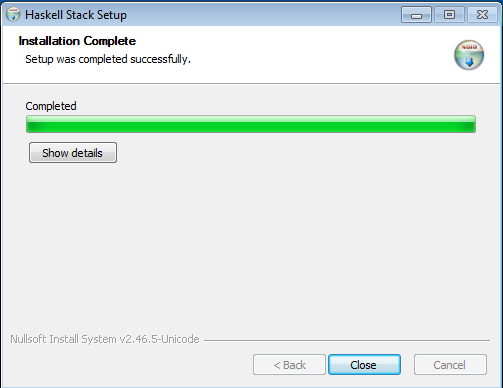 Haskell Stack Setup
Installation Complete
Setup was completed successfully.
Completed
Show details
Nullsoft Install System v2.46.5-Unicode
< Back
Close
Cancel